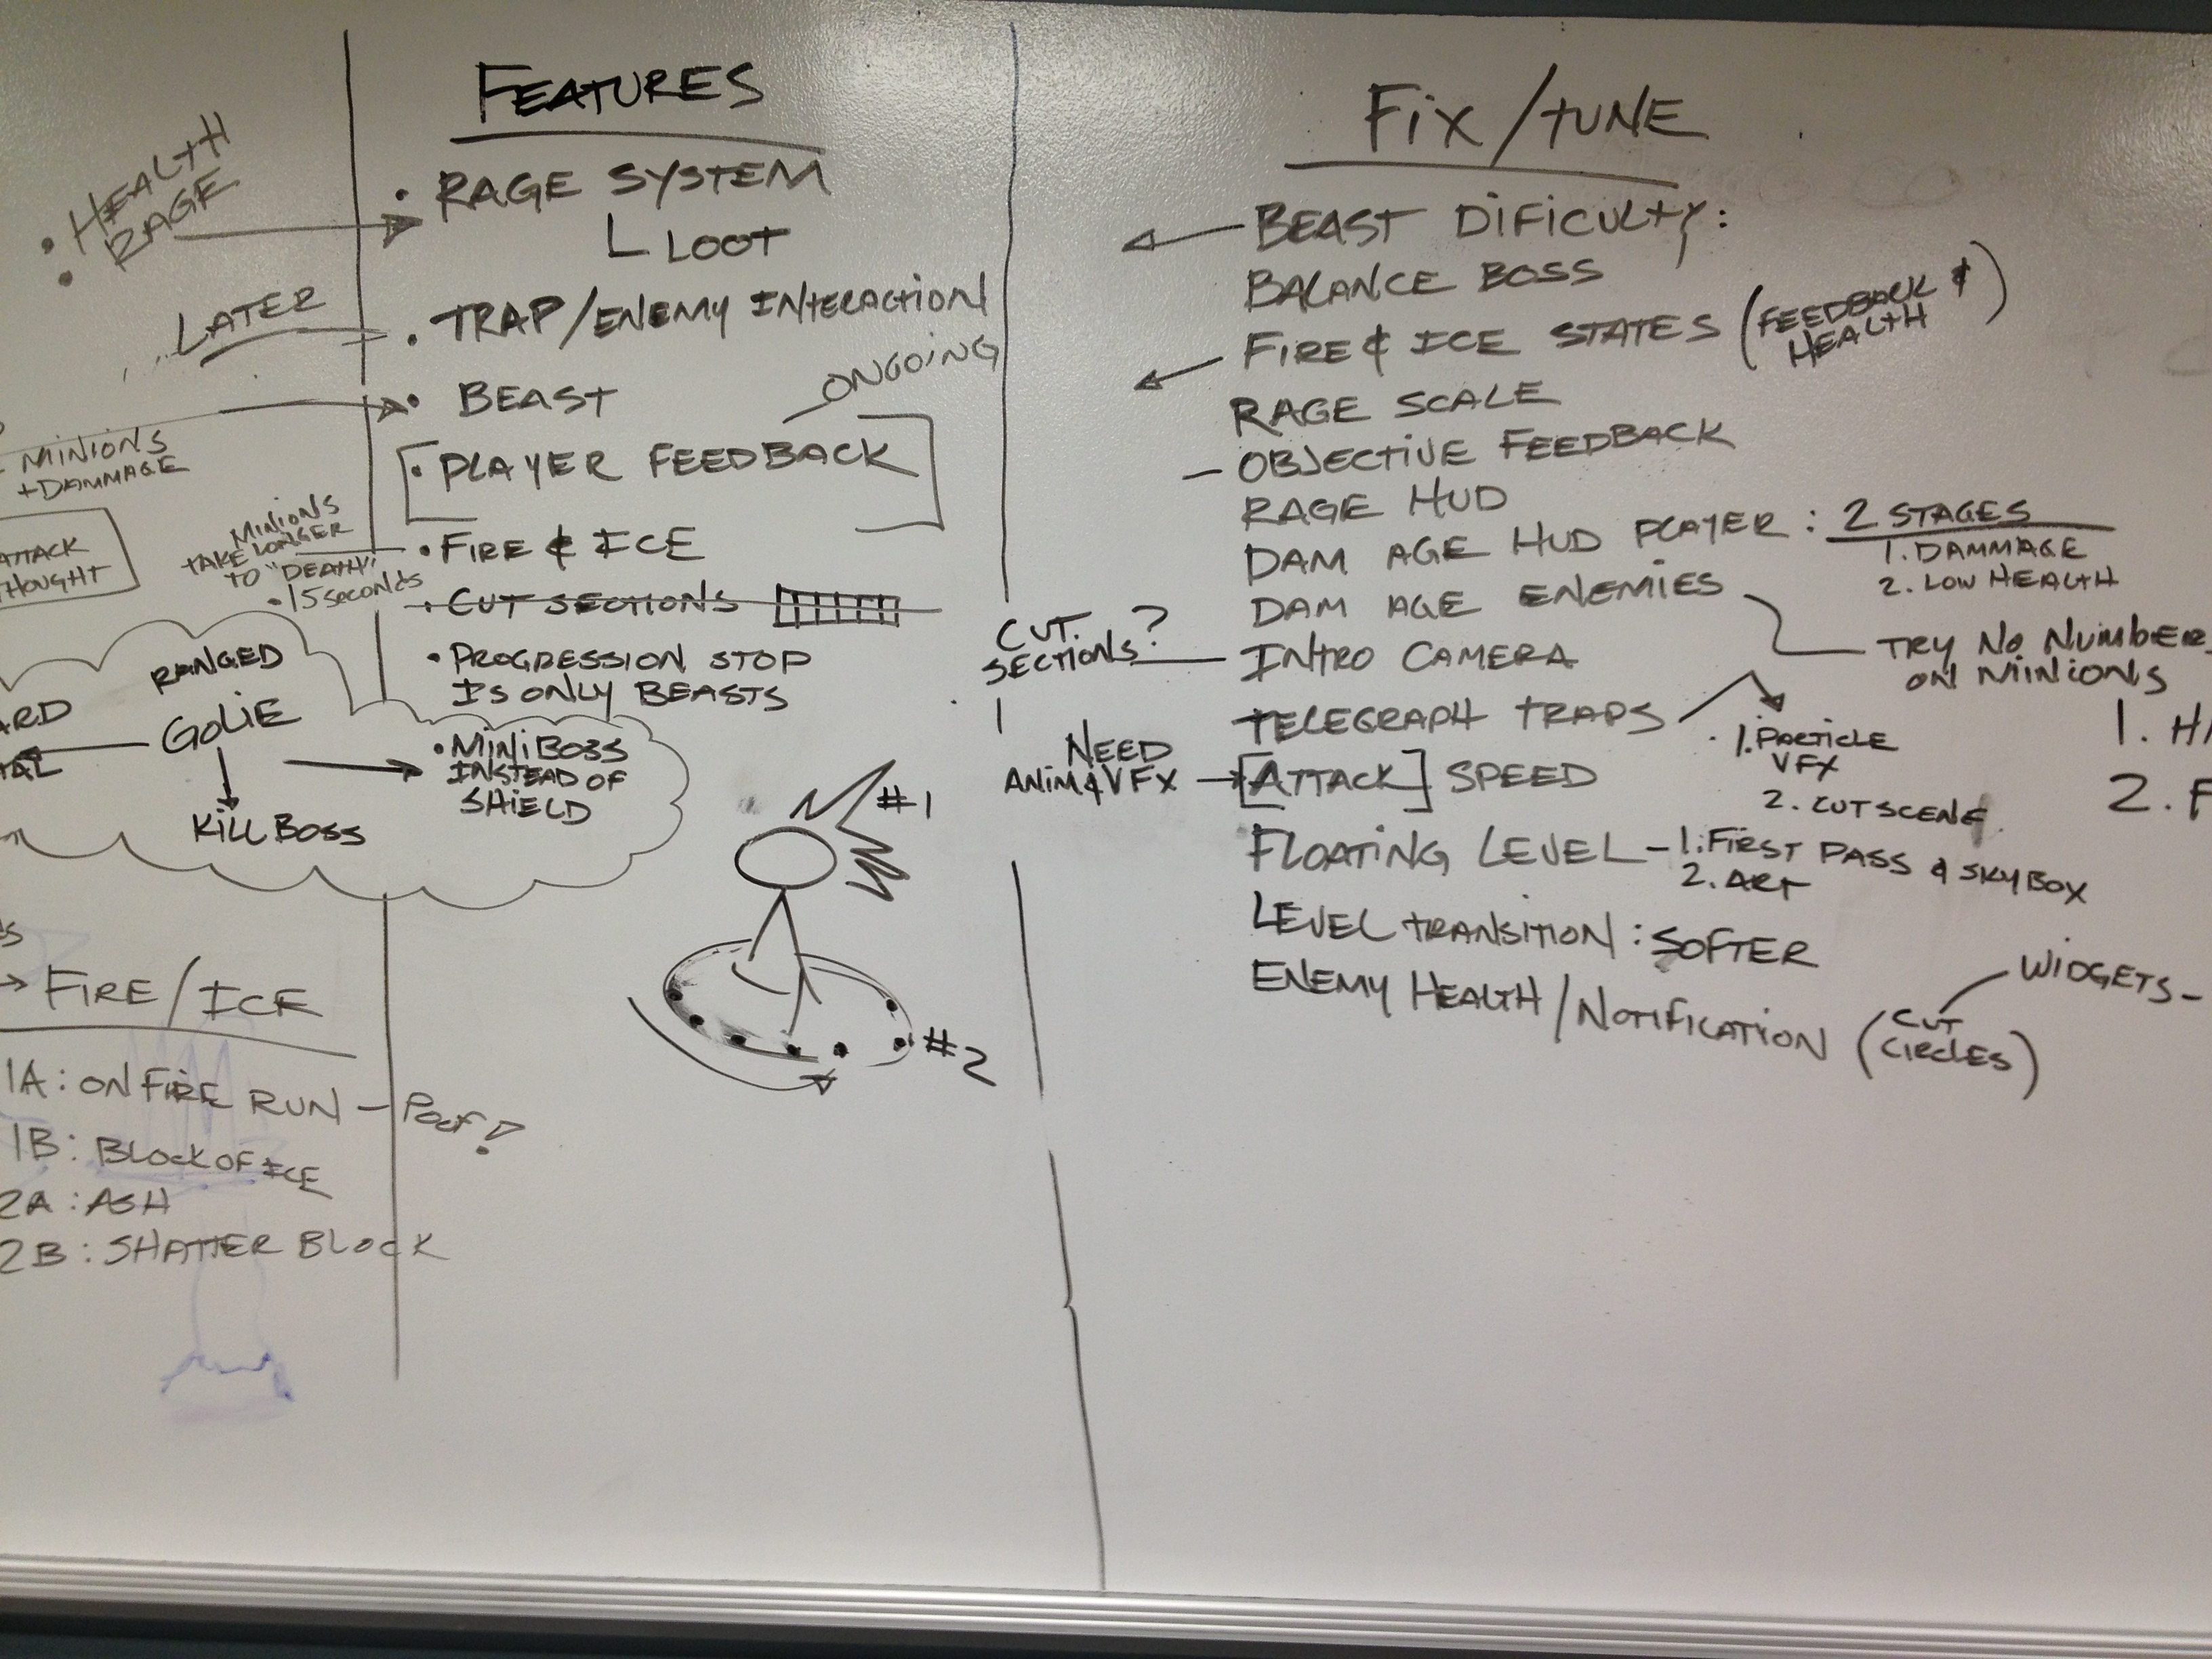 • HEALTH
• RAGE
LATER
MINIONS
+DAMMAGE
ATTACK
MINIONS
TAKE LONGER
TO "DEATH"
• 15 SECONDS
RANGED
GOLIE
KILL BOSS
• MINIBOSS
INSTEAD OF
SHIELD
→ FIRE/ICE
1A: ON FIRE RUN – POOF!
1B: BLOCK OF ICE
2A: ASH
2B: SHATTER BLOCK
FEATURES
• RAGE SYSTEM
L LOOT
• TRAP/ENEMY INTERACTION
ONGOING
• BEAST
[• PLAYER FEEDBACK]
• FIRE & ICE
• CUT SECTIONS
• PROGRESSION STOP
IS ONLY BEASTS
#1
#2
FIX/TUNE
BEAST DIFICULTY:
BALANCE BOSS
FIRE & ICE STATES (FEEDBACK &
HEALTH)
RAGE SCALE
– OBJECTIVE FEEDBACK
RAGE HUD
DAM AGE HUD PLAYER: 2 STAGES
1. DAMMAGE
2. LOW HEALTH
DAM AGE ENEMIES
TRY NO NUMBER
ON MINIONS
CUT
SECTIONS?
INTRO CAMERA
TELEGRAPH TRAPS
1. PARTICLE
VFX
2. CUTSCENE
NEED
ANIM & VFX → [ATTACK] SPEED
FLOATING LEVEL – 1. FIRST PASS & SKYBOX
2. ART
LEVEL TRANSITION: SOFTER
ENEMY HEALTH/NOTIFICATION (CUT
CIRCLES)
WIDGETS –
1.
2.